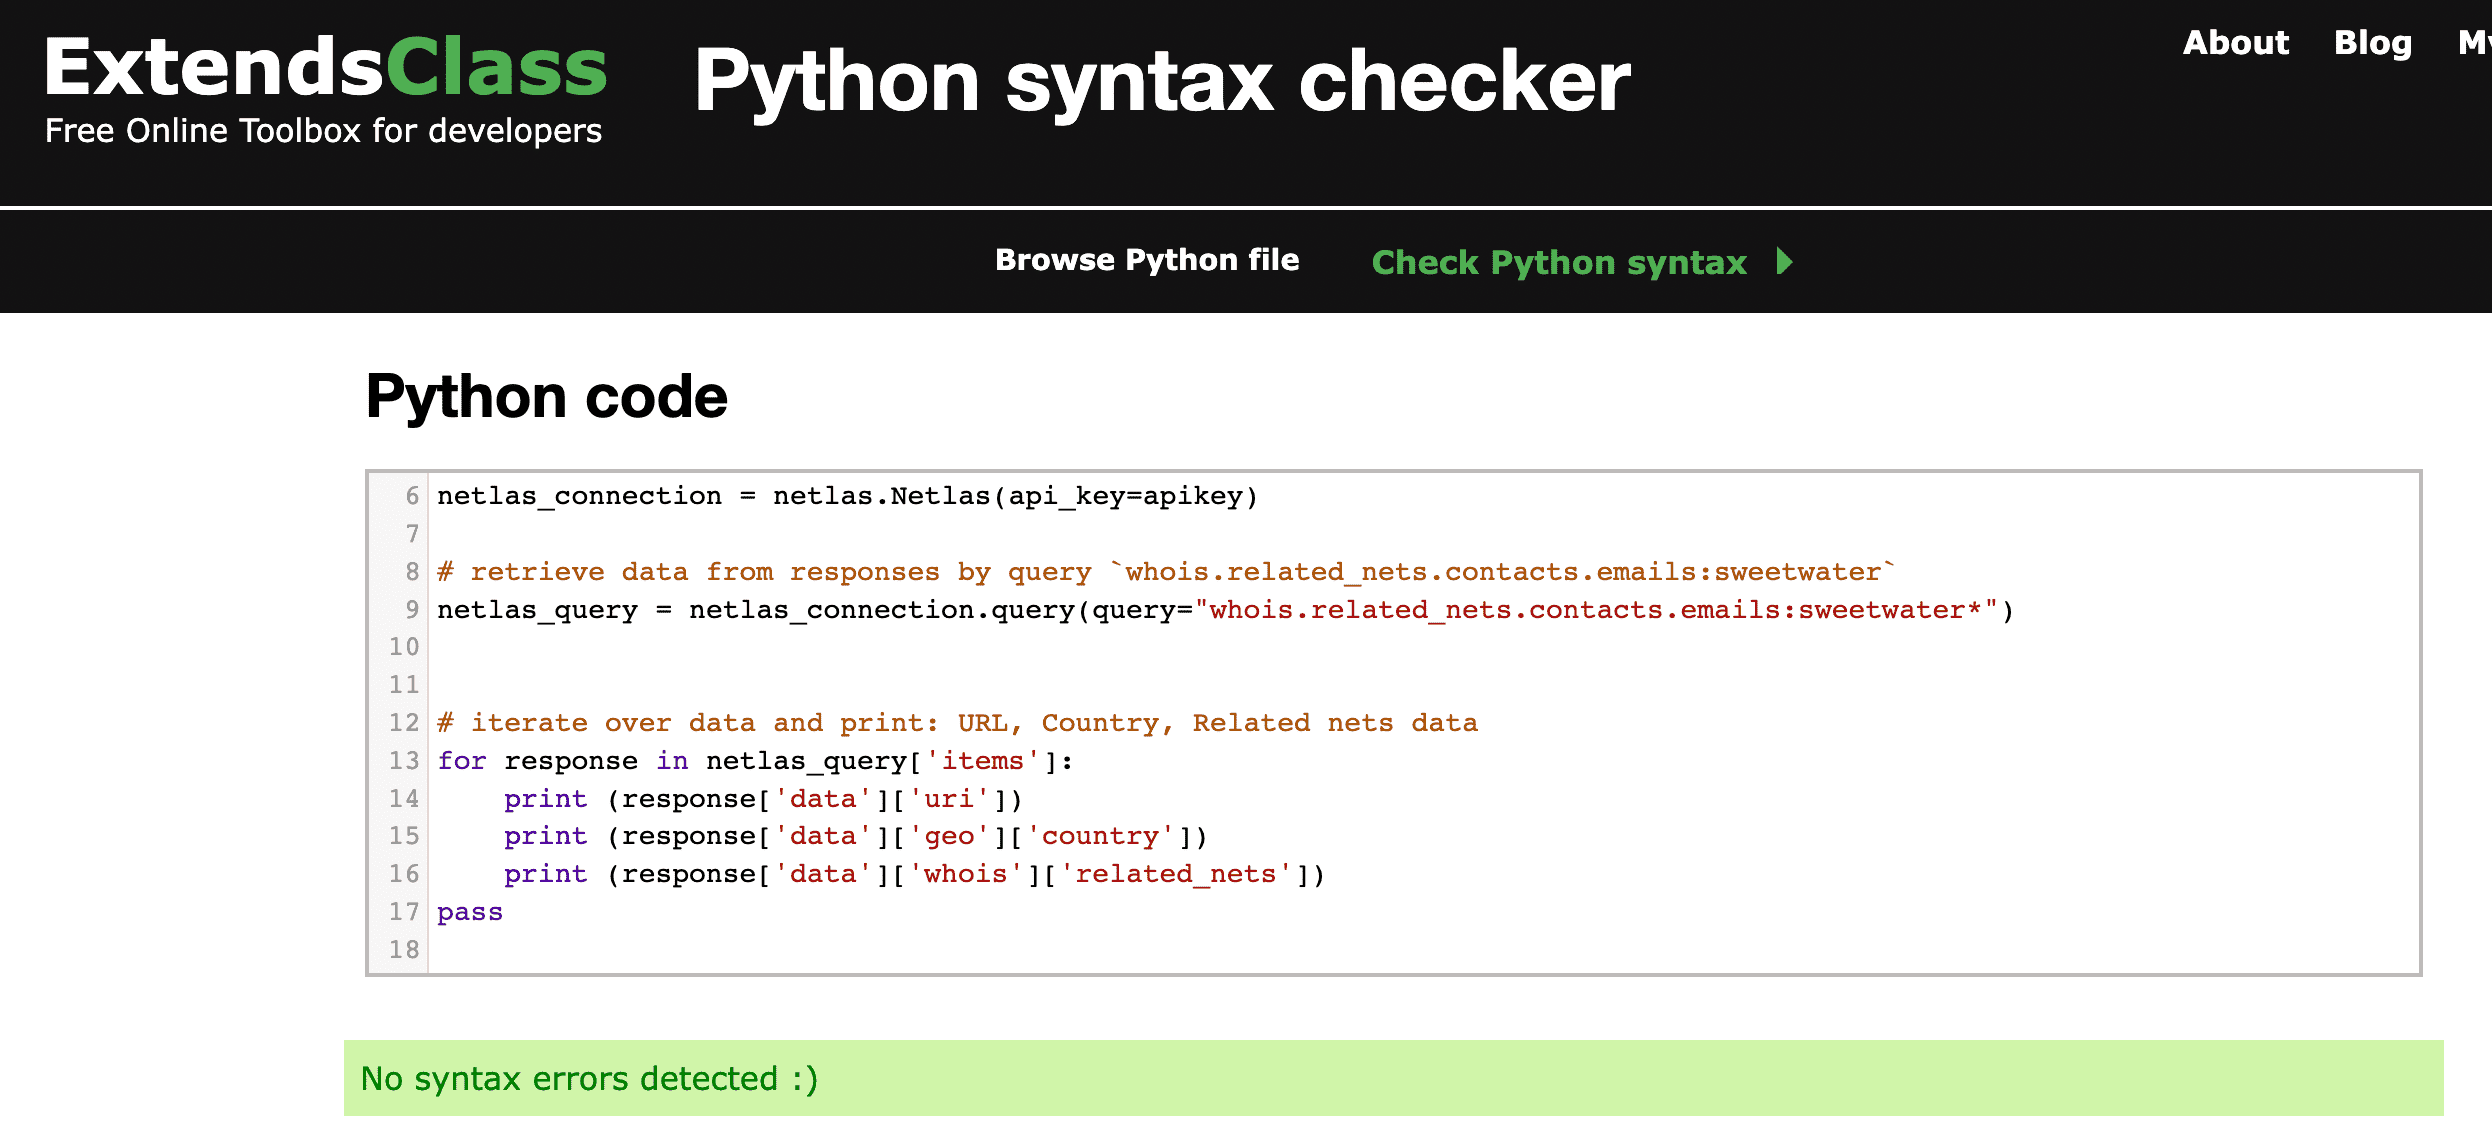 ExtendsClass
Free Online Toolbox for developers
Python syntax checker
About Blog
Browse Python file Check Python syntax
Python code
6 netlas_connection = netlas.Netlas(api_key=apikey)
7
8 # retrieve data from responses by query `whois.related_nets.contacts.emails:sweetwater`
9 netlas_query = netlas_connection.query(query="whois.related_nets.contacts.emails:sweetwater*")
10
11
12 # iterate over data and print: URL, Country, Related nets data
13 for response in netlas_query['items']:
14     print (response['data']['uri'])
15     print (response['data']['geo']['country'])
16     print (response['data']['whois']['related_nets'])
17 pass
18
No syntax errors detected :)